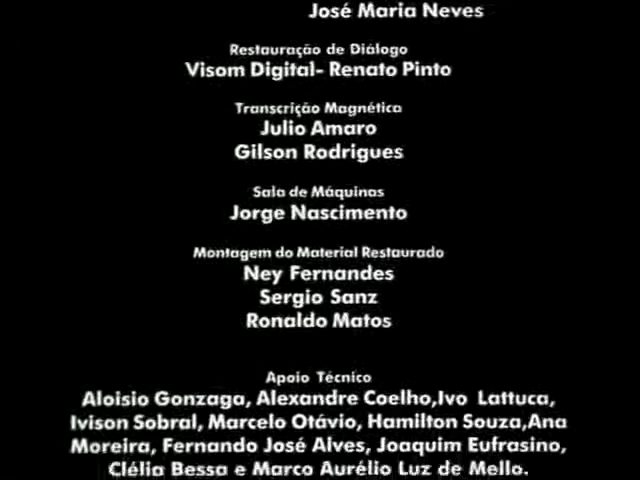 José Maria Neves
Restauração de Diálogo
Visom Digital- Renato Pinto
Transcrição Magnética
Julio Amaro
Gilson Rodrigues
Sala de Máquinas
Jorge Nascimento
Montagem do Material Restaurado
Ney Fernandes
Sergio Sanz
Ronaldo Matos
Apoio Técnico
Aloisio Gonzaga, Alexandre Coelho,Ivo Lattuca,
Ivison Sobral, Marcelo Otávio, Hamilton Souza,Ana
Moreira, Fernando José Alves, Joaquim Eufrasino,
Clélia Bessa e Marco Aurélio Luz de Mello.